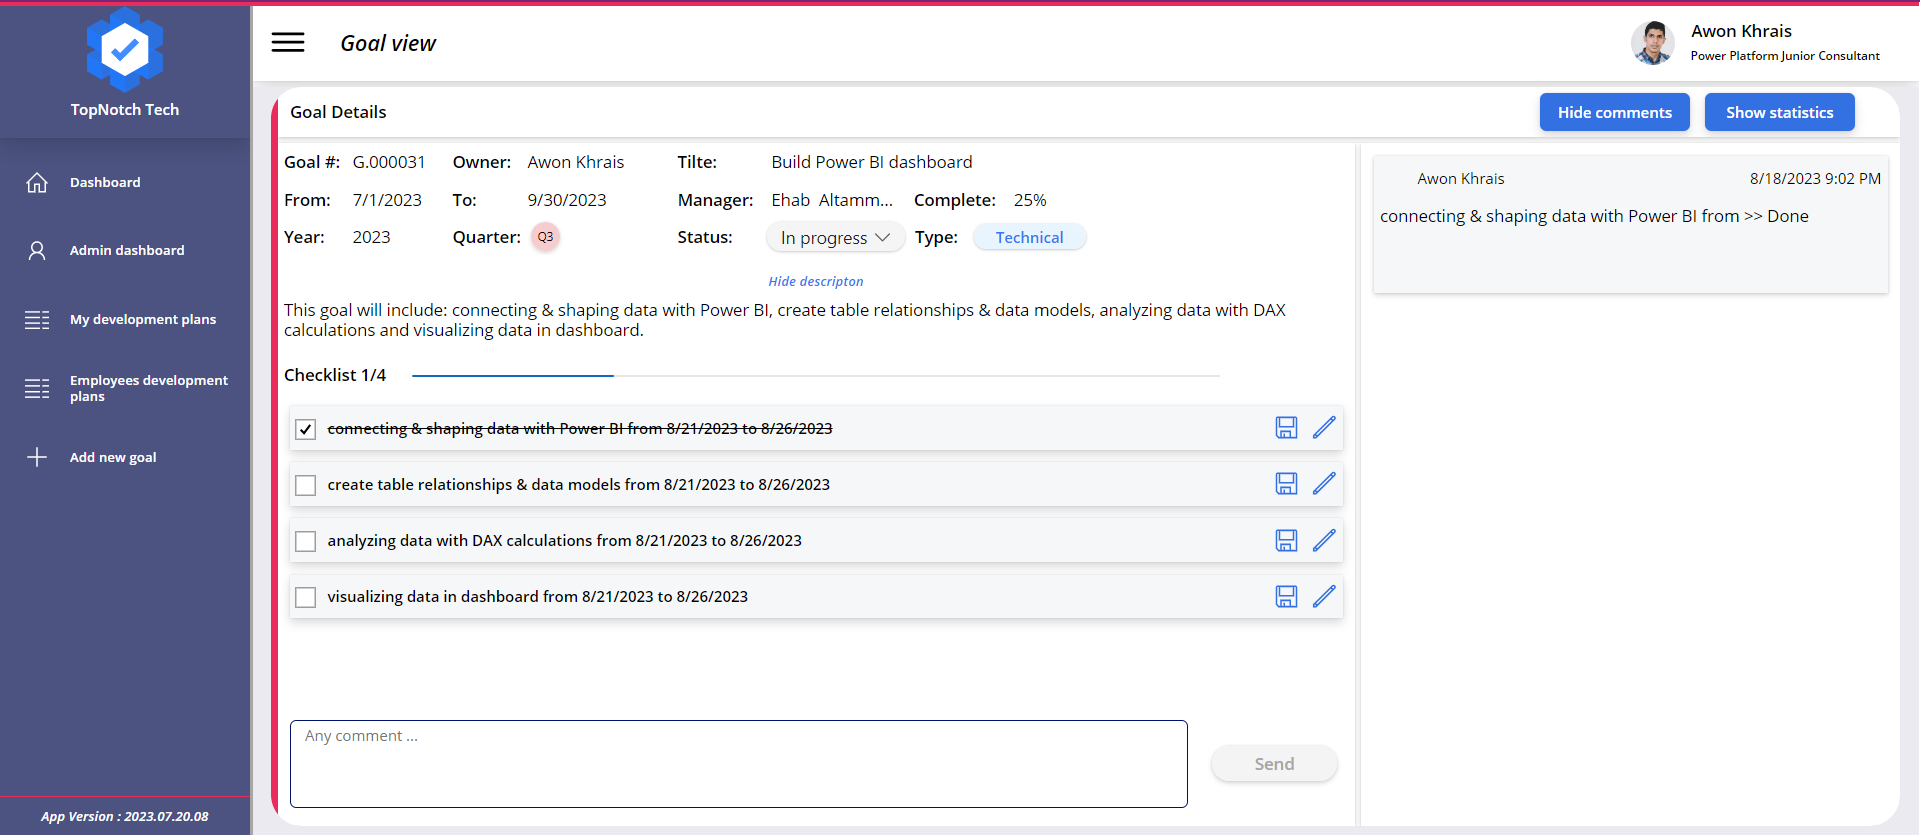 TopNotch Tech
Dashboard
Admin dashboard
My development plans
Employees development
plans
Add new goal
App Version : 2023.07.20.08
Goal view
Awon Khrais
Power Platform Junior Consultant
Goal Details
Hide comments
Show statistics
Goal #: G.000031 Owner: Awon Khrais Tilte: Build Power BI dashboard
From: 7/1/2023 To: 9/30/2023 Manager: Ehab Altamm... Complete: 25%
Year: 2023 Quarter: Q3 Status: In progress Type: Technical
Hide descripton
This goal will include: connecting & shaping data with Power BI, create table relationships & data models, analyzing data with DAX
calculations and visualizing data in dashboard.
Checklist 1/4
connecting & shaping data with Power BI from 8/21/2023 to 8/26/2023
create table relationships & data models from 8/21/2023 to 8/26/2023
analyzing data with DAX calculations from 8/21/2023 to 8/26/2023
visualizing data in dashboard from 8/21/2023 to 8/26/2023
Any comment ...
Send
Awon Khrais 8/18/2023 9:02 PM
connecting & shaping data with Power BI from >> Done